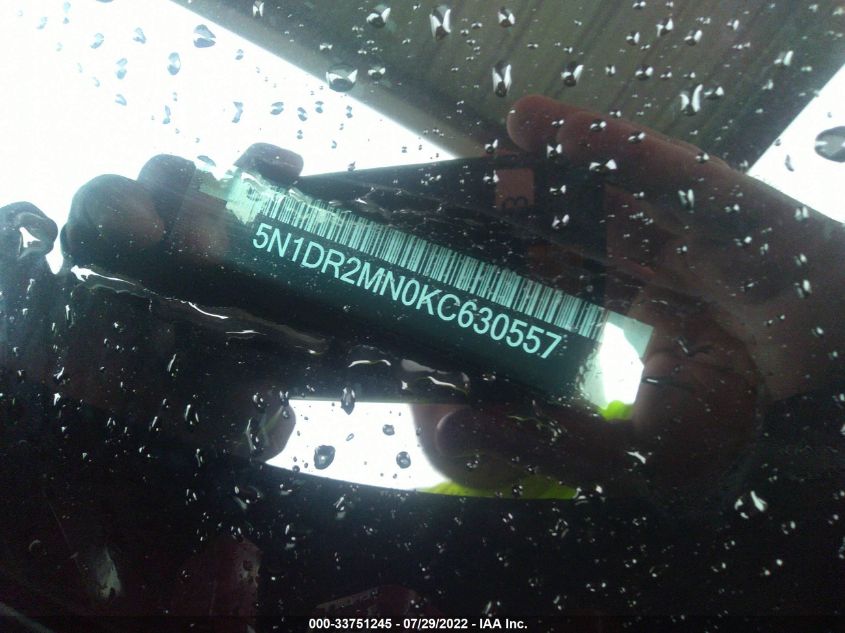 5N1DR2MN0KC630557
000-33751245 - 07/29/2022 - IAA Inc.